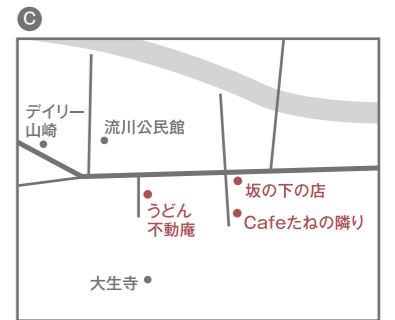 C
デイリー
山崎
流川公民館
坂の下の店
うどん
不動庵
Cafeたねの隣り
大生寺